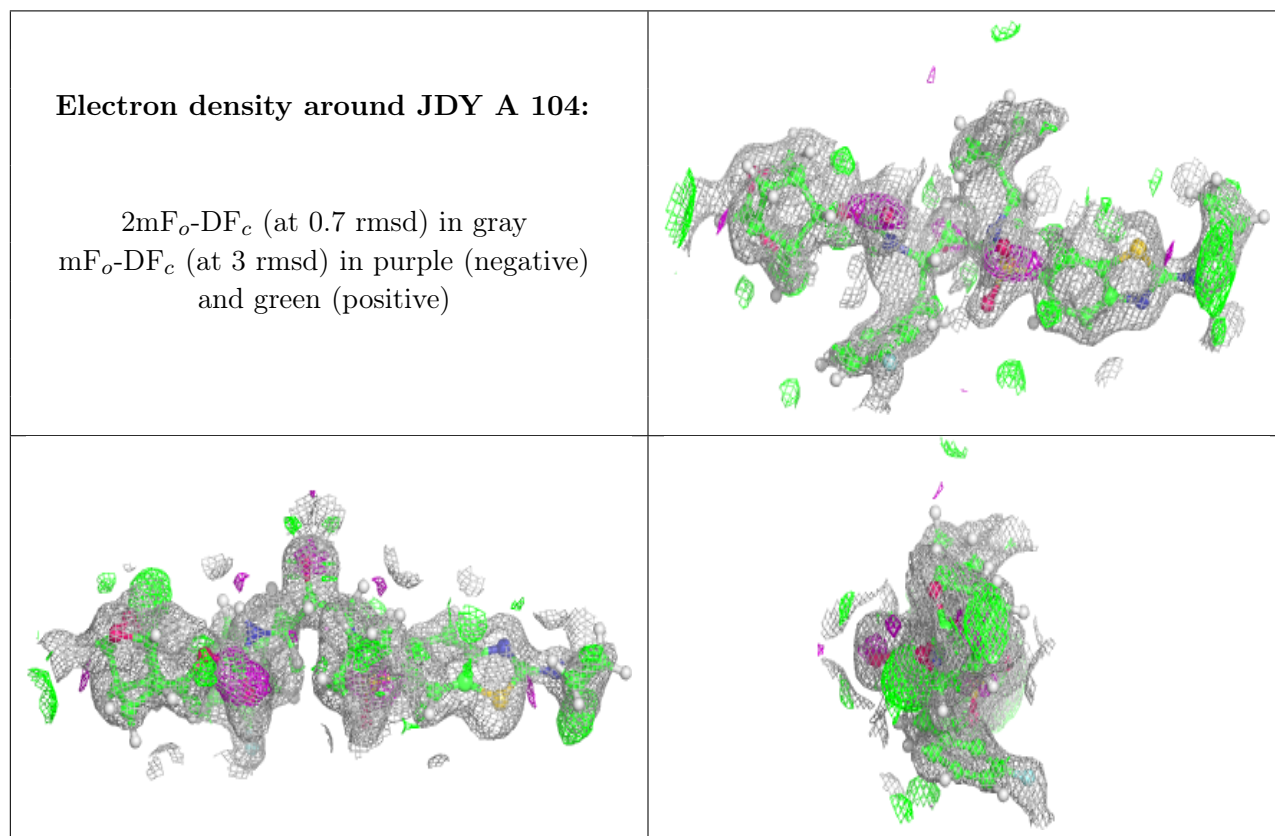 Electron density around JDY A 104:
2mFo-DFc (at 0.7 rmsd) in gray
mFo-DFc (at 3 rmsd) in purple (negative)
and green (positive)